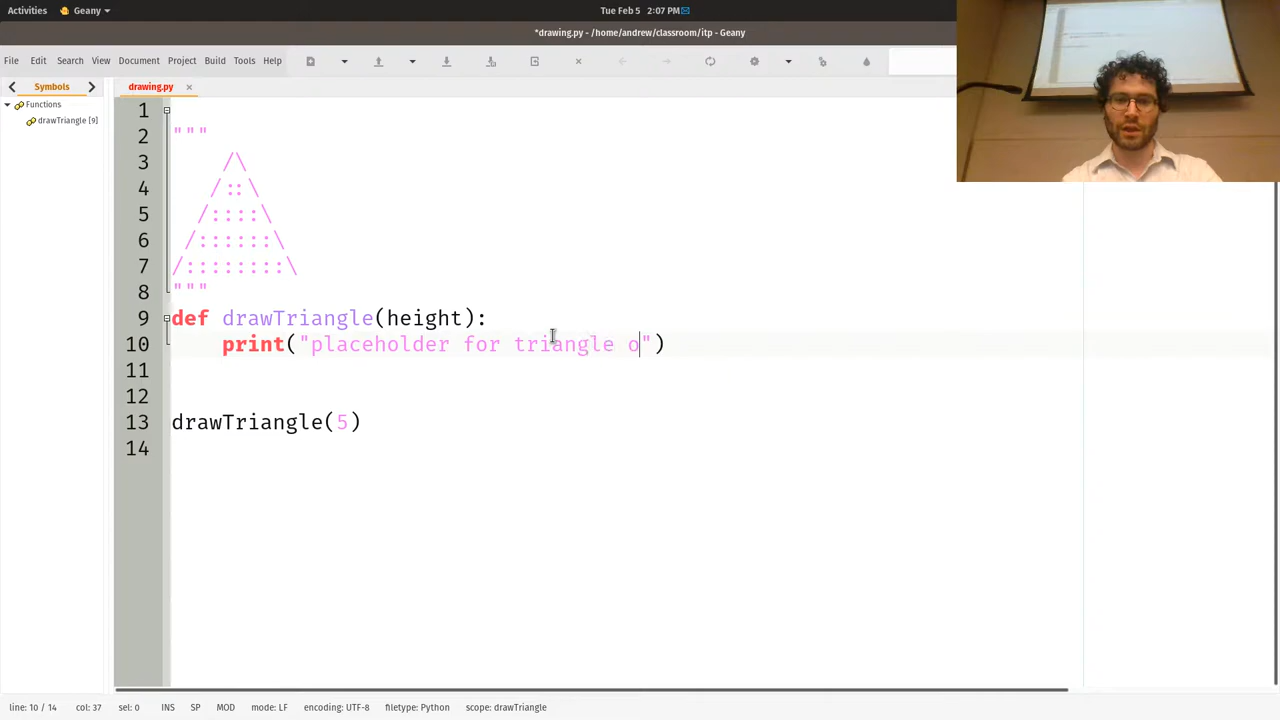 Activities Geany Tue Feb 5 2:07 PM
*drawing.py - /home/andrew/classroom/itp - Geany
File Edit Search View Document Project Build Tools Help
Symbols drawing.py ×
Functions
drawTriangle [9]
1
2 """
3     /\
4    /::\
5   /::::\
6  /::::::\
7 /::::::::\
8 """
9 def drawTriangle(height):
10     print("placeholder for triangle o")
11
12
13 drawTriangle(5)
14
line: 10 / 14 col: 37 sel: 0 INS SP MOD mode: LF encoding: UTF-8 filetype: Python scope: drawTriangle